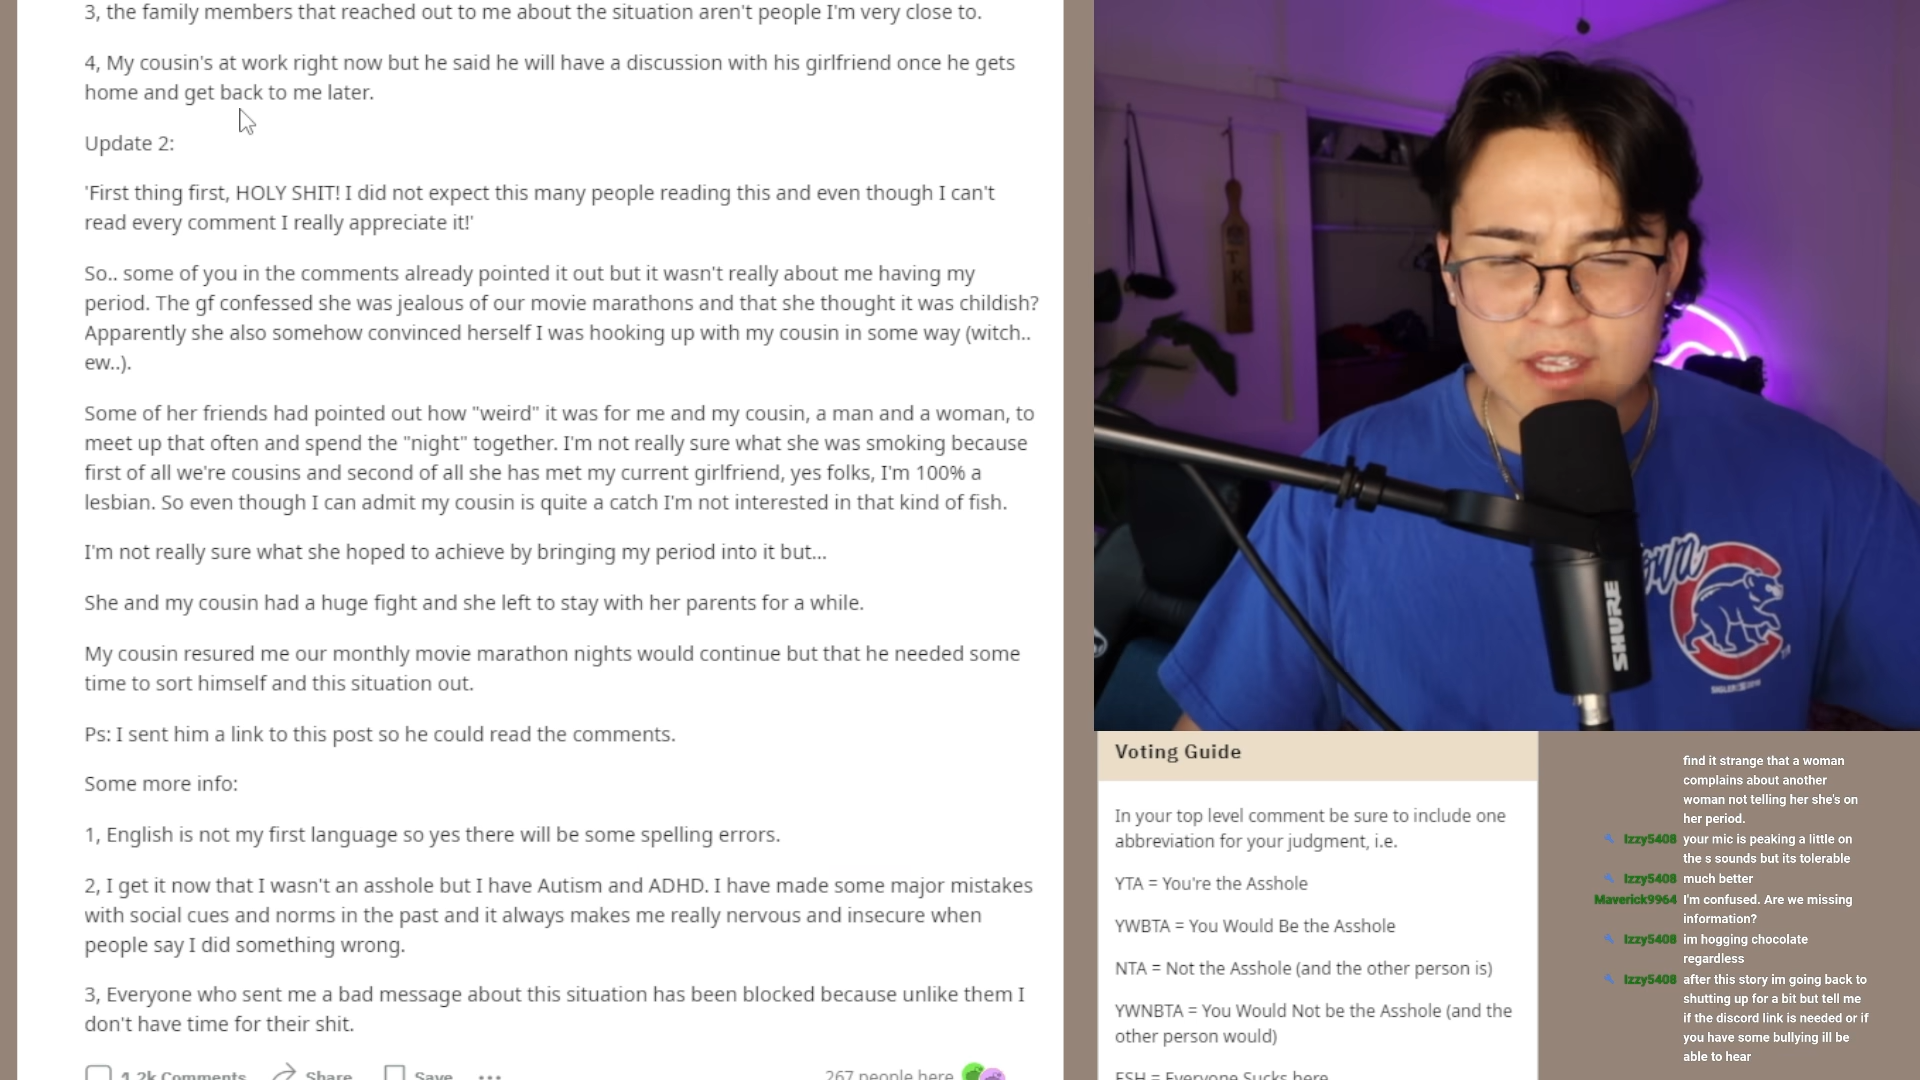 3, the family members that reached out to me about the situation aren't people I'm very close to.
4, My cousin's at work right now but he said he will have a discussion with his girlfriend once he gets
home and get back to me later.
Update 2:
'First thing first, HOLY SHIT! I did not expect this many people reading this and even though I can't
read every comment I really appreciate it!'
So.. some of you in the comments already pointed it out but it wasn't really about me having my
period. The gf confessed she was jealous of our movie marathons and that she thought it was childish?
Apparently she also somehow convinced herself I was hooking up with my cousin in some way (witch..
ew..).
Some of her friends had pointed out how "weird" it was for me and my cousin, a man and a woman, to
meet up that often and spend the "night" together. I'm not really sure what she was smoking because
first of all we're cousins and second of all she has met my current girlfriend, yes folks, I'm 100% a
lesbian. So even though I can admit my cousin is quite a catch I'm not interested in that kind of fish.
I'm not really sure what she hoped to achieve by bringing my period into it but...
She and my cousin had a huge fight and she left to stay with her parents for a while.
My cousin resured me our monthly movie marathon nights would continue but that he needed some
time to sort himself and this situation out.
Ps: I sent him a link to this post so he could read the comments.
Some more info:
1, English is not my first language so yes there will be some spelling errors.
2, I get it now that I wasn't an asshole but I have Autism and ADHD. I have made some major mistakes
with social cues and norms in the past and it always makes me really nervous and insecure when
people say I did something wrong.
3, Everyone who sent me a bad message about this situation has been blocked because unlike them I
don't have time for their shit.
1.2k Comments Share Save ...
267 people here
TKE
SHURE
Voting Guide
In your top level comment be sure to include one
abbreviation for your judgment, i.e.
YTA = You're the Asshole
YWBTA = You Would Be the Asshole
NTA = Not the Asshole (and the other person is)
YWNBTA = You Would Not be the Asshole (and the
other person would)
ESH = Everyone Sucks here
find it strange that a woman
complains about another
woman not telling her she's on
her period.
Izzy5408 your mic is peaking a little on
the s sounds but its tolerable
Izzy5408 much better
Maverick9964 I'm confused. Are we missing
information?
Izzy5408 im hogging chocolate
regardless
Izzy5408 after this story im going back to
shutting up for a bit but tell me
if the discord link is needed or if
you have some bullying ill be
able to hear